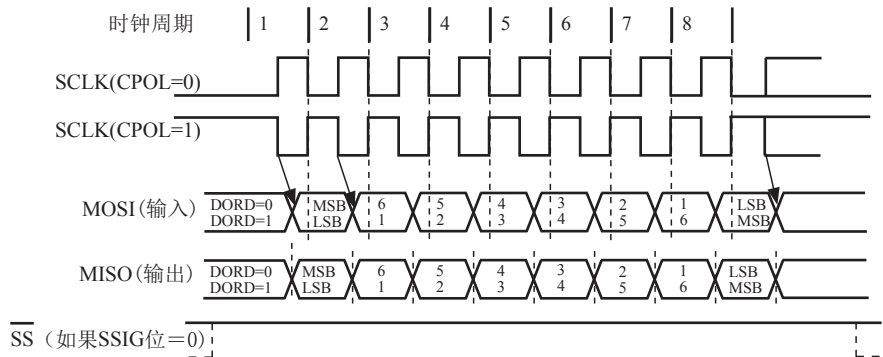 时钟周期 1 2 3 4 5 6 7 8
SCLK(CPOL=0)
SCLK(CPOL=1)
MOSI(输入) DORD=0 MSB 6 5 4 3 2 1 LSB
DORD=1 LSB 1 2 3 4 5 6 MSB
MISO(输出) DORD=0 MSB 6 5 4 3 2 1 LSB
DORD=1 LSB 1 2 3 4 5 6 MSB
SS（如果SSIG位＝0)